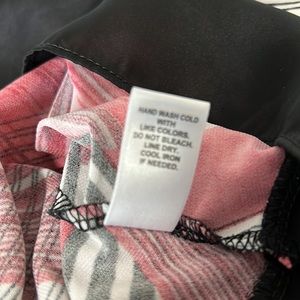 HAND WASH COLD
WITH
LIKE COLORS.
DO NOT BLEACH.
LINE DRY.
COOL IRON
IF NEEDED.